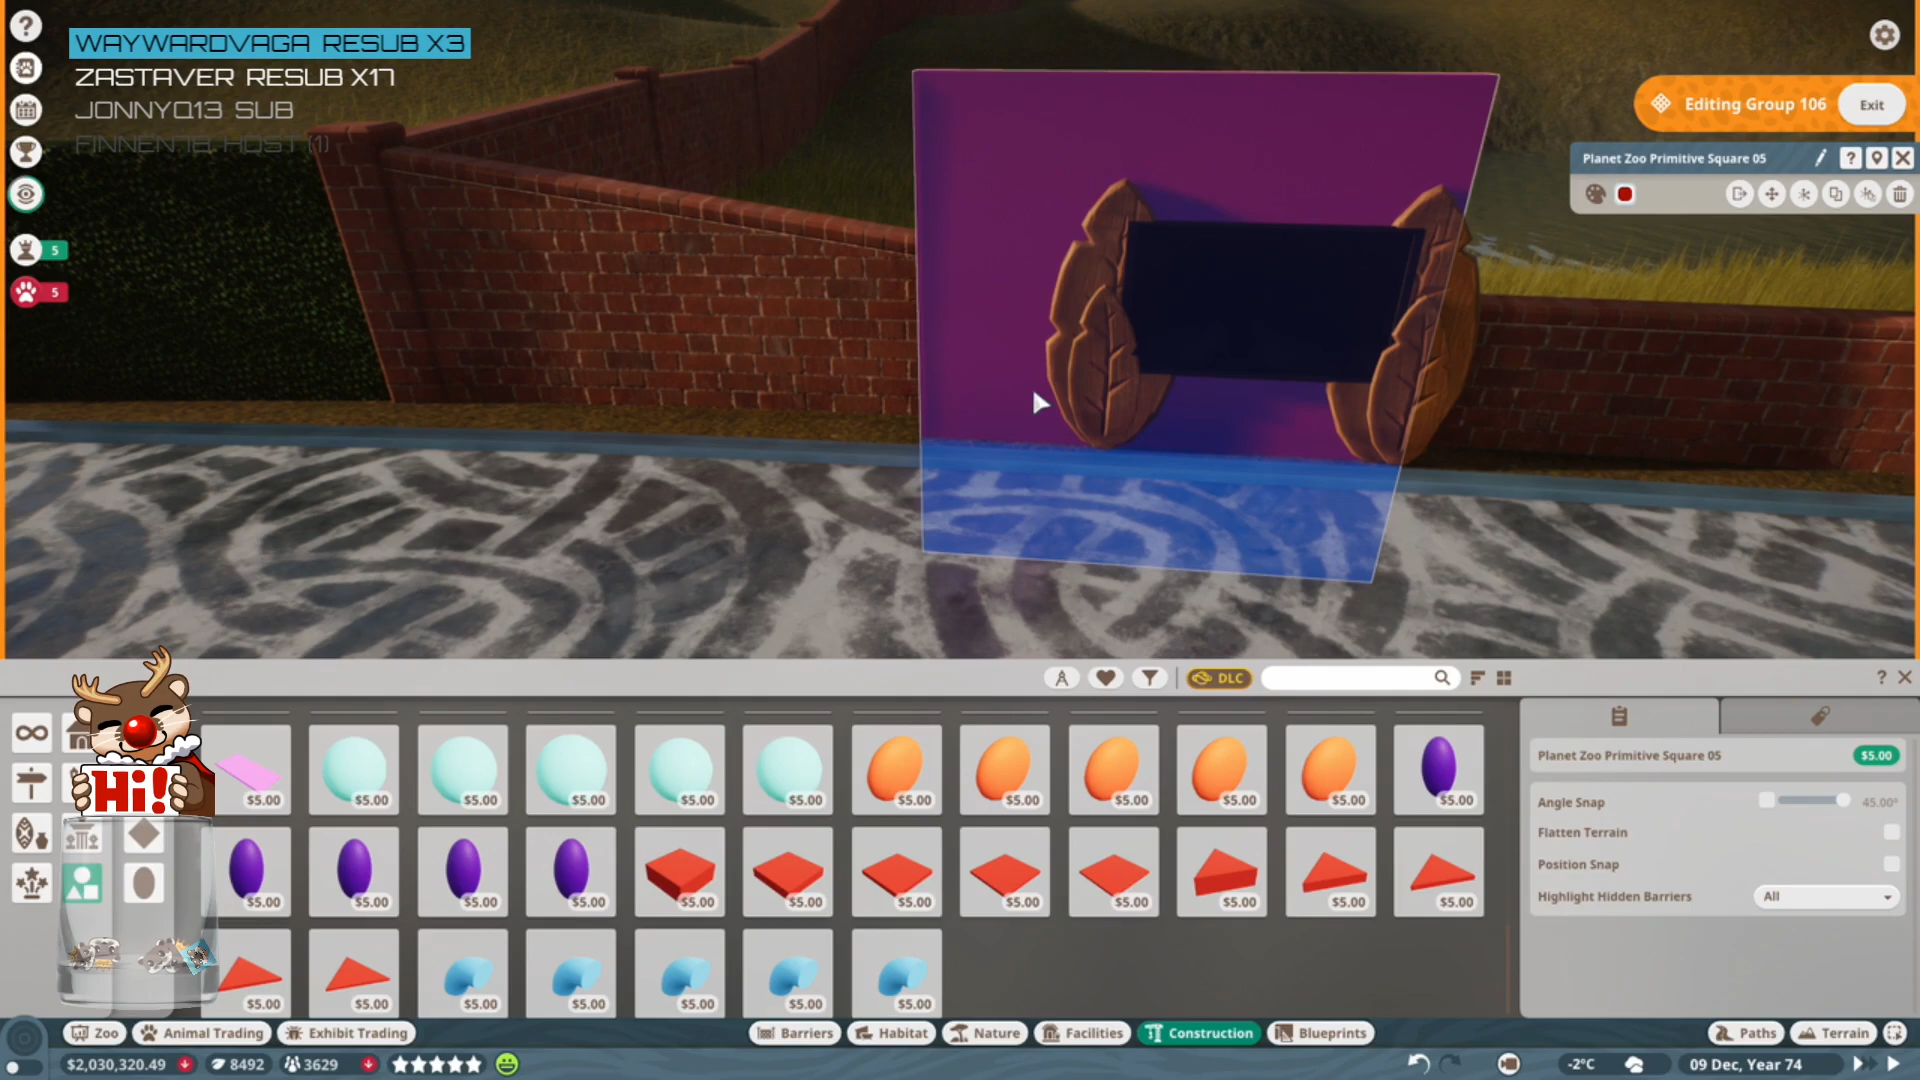 WAYWARDVAGA RESUB X3
ZASTAVER RESUB X17
JONNYQ13 SUB
FINNEN18 HOST (1)
5
5
Editing Group 106
Exit
Planet Zoo Primitive Square 05
?
DLC
?
Hi!
$5.00 $5.00 $5.00 $5.00 $5.00 $5.00 $5.00 $5.00 $5.00 $5.00 $5.00 $5.00
$5.00 $5.00 $5.00 $5.00 $5.00 $5.00 $5.00 $5.00 $5.00 $5.00 $5.00 $5.00
$5.00 $5.00 $5.00 $5.00 $5.00 $5.00 $5.00
Planet Zoo Primitive Square 05 $5.00
Angle Snap 45.00°
Flatten Terrain
Position Snap
Highlight Hidden Barriers All
Zoo Animal Trading Exhibit Trading Barriers Habitat Nature Facilities Construction Blueprints Paths Terrain
$2,030,320.49 8492 3629 -2°C 09 Dec, Year 74